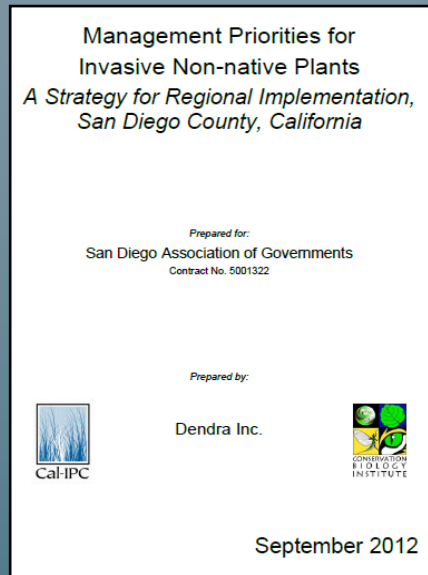 Management Priorities for
Invasive Non-native Plants
A Strategy for Regional Implementation,
San Diego County, California
Prepared for:
San Diego Association of Governments
Contract No. 5001322
Prepared by:
Dendra Inc.
Cal-IPC
CONSERVATION
BIOLOGY
INSTITUTE
September 2012